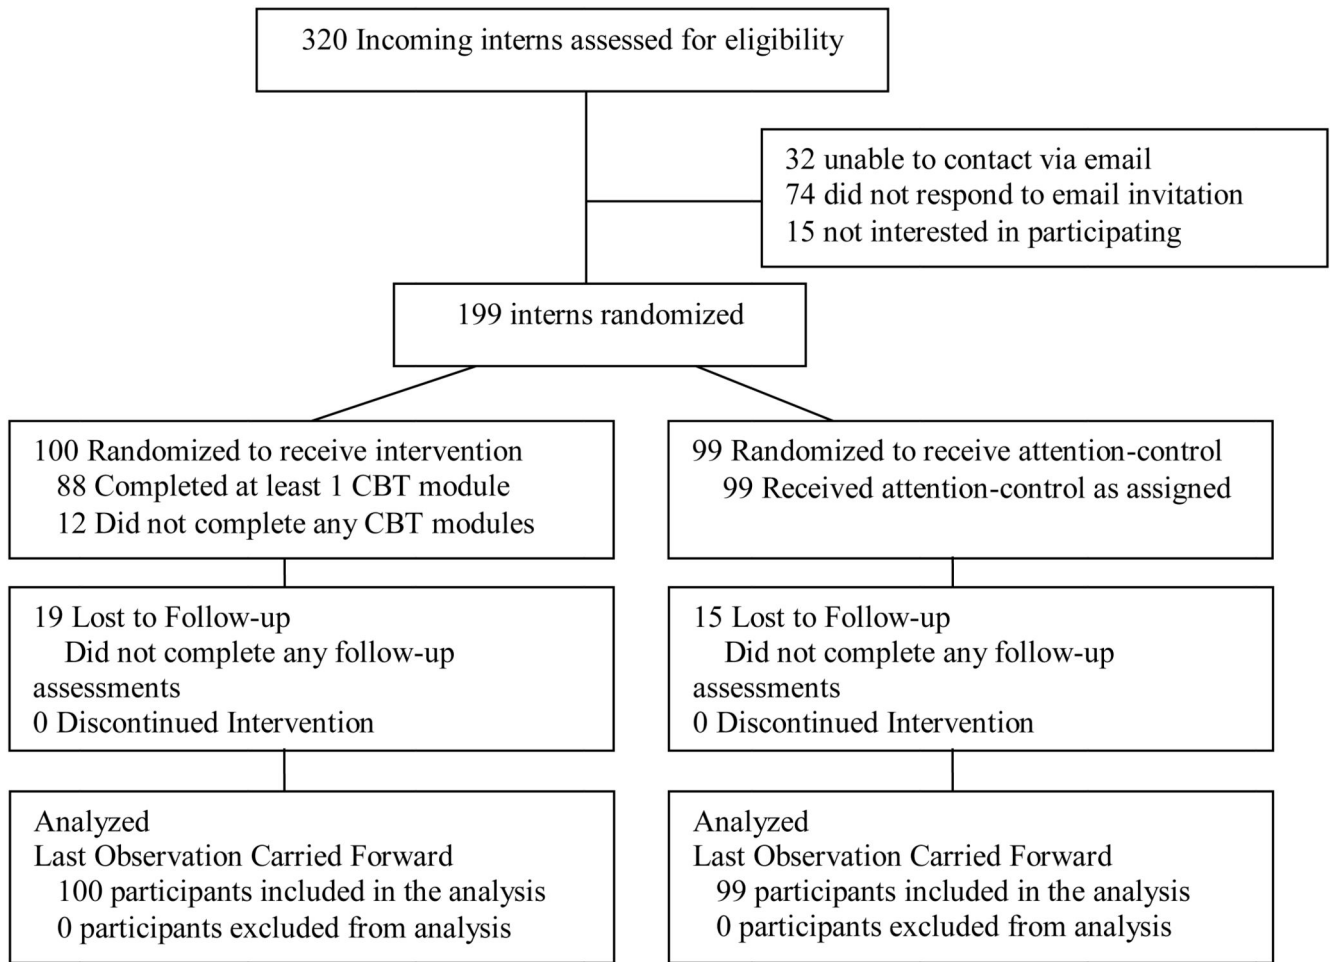 320 Incoming interns assessed for eligibility
32 unable to contact via email
74 did not respond to email invitation
15 not interested in participating
199 interns randomized
100 Randomized to receive intervention
88 Completed at least 1 CBT module
12 Did not complete any CBT modules
99 Randomized to receive attention-control
99 Received attention-control as assigned
19 Lost to Follow-up
Did not complete any follow-up
assessments
0 Discontinued Intervention
15 Lost to Follow-up
Did not complete any follow-up
assessments
0 Discontinued Intervention
Analyzed
Last Observation Carried Forward
100 participants included in the analysis
0 participants excluded from analysis
Analyzed
Last Observation Carried Forward
99 participants included in the analysis
0 participants excluded from analysis